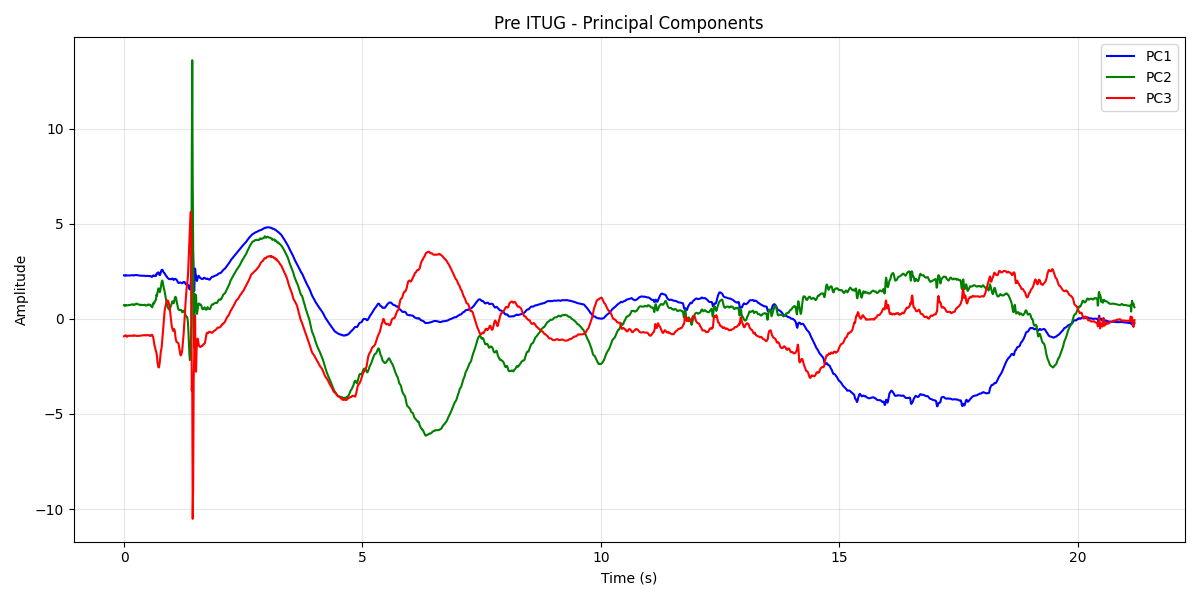 Pre ITUG - Principal Components
PC1
PC2
PC3
10
5
0
−5
−10
Amplitude
0 5 10 15 20
Time (s)